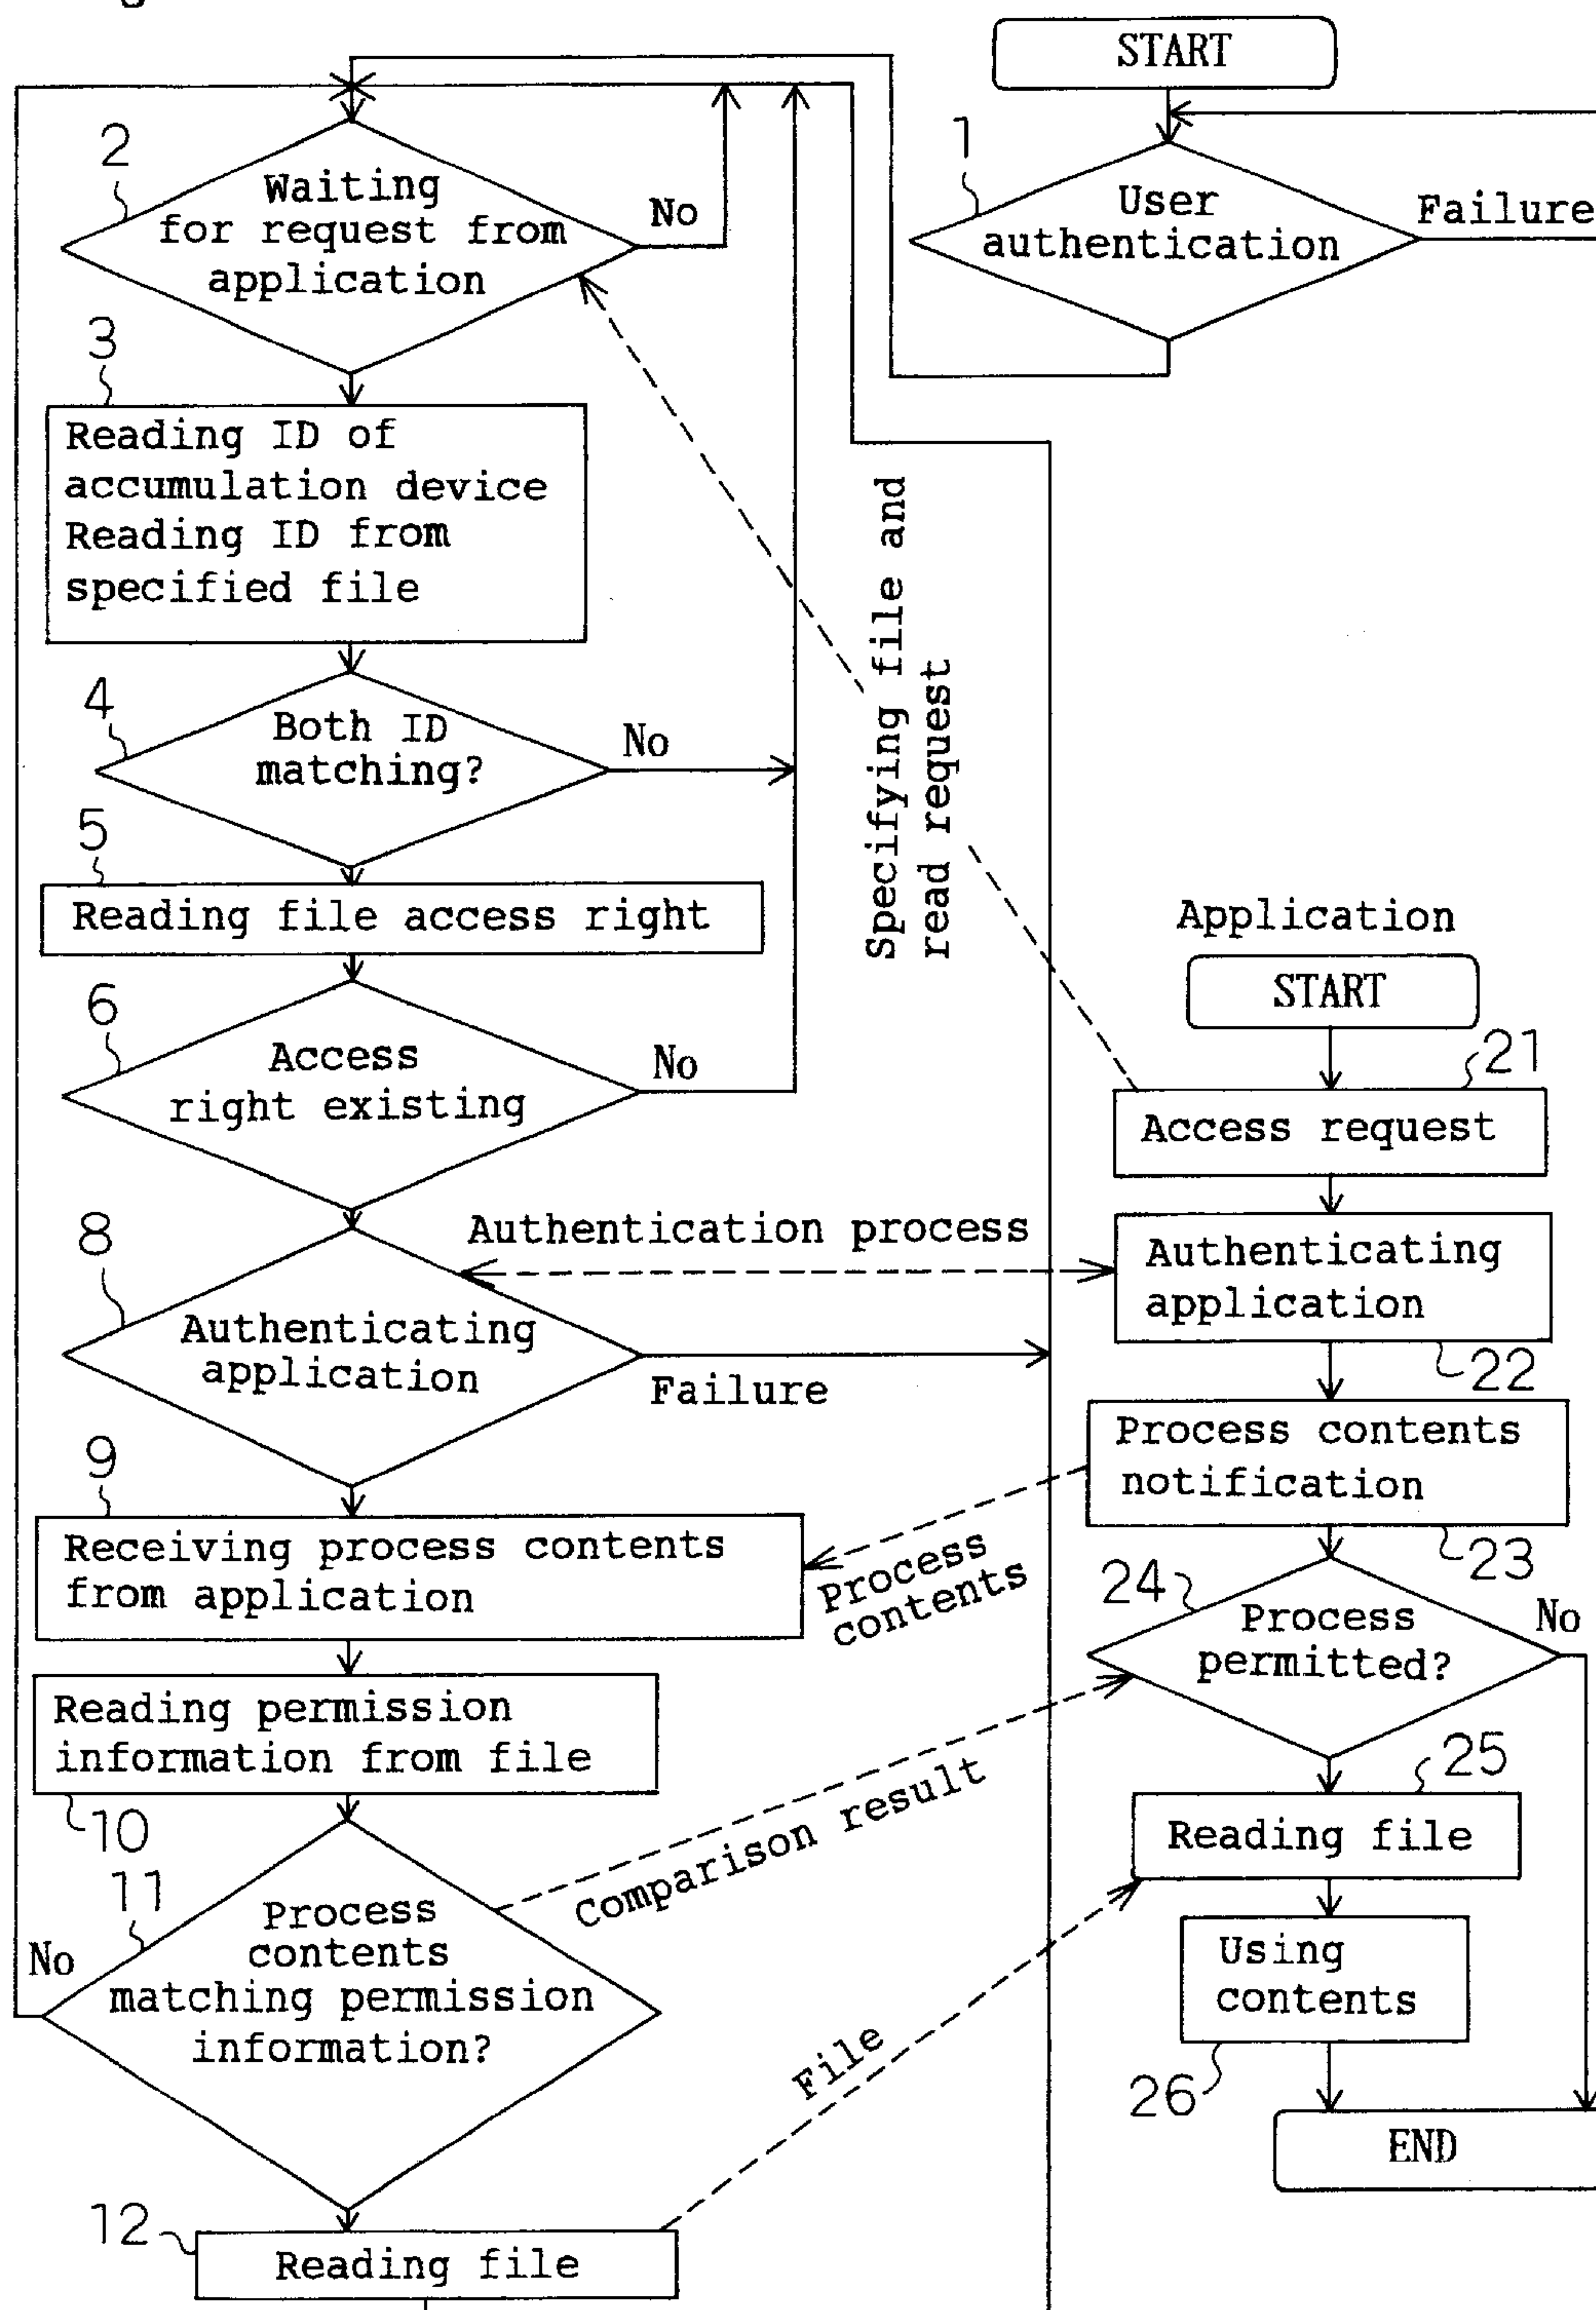 START
1
User
authentication
Failure
2
Waiting
for request from
application
No
3
Reading ID of
accumulation device
Reading ID from
specified file
4
Both ID
matching?
No
5
Reading file access right
6
Access
right existing
No
Specifying file and
read request
8
Authenticating
application
Failure
Authentication process
9
Receiving process contents
from application
Process
contents
Reading permission
information from file
10
11
Process
contents
matching permission
information?
No
Comparison result
File
12
Reading file
Application
START
21
Access request
Authenticating
application
22
Process contents
notification
23
24
Process
permitted?
No
25
Reading file
Using
contents
26
END